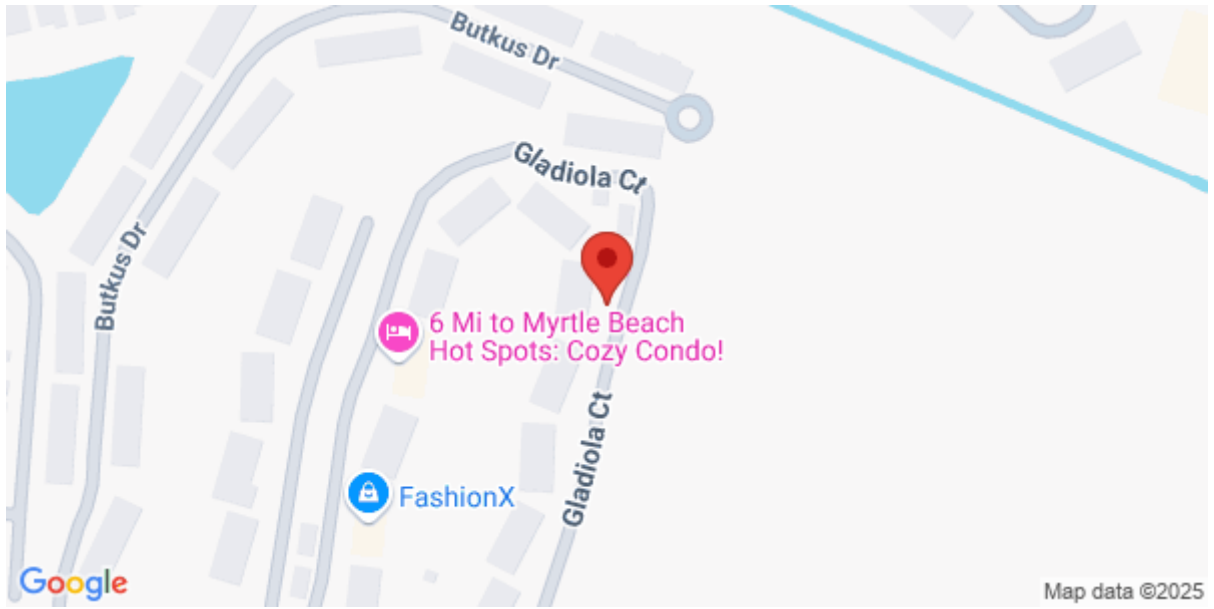 Butkus Dr
Gladiola Ct
Butkus Dr
6 Mi to Myrtle Beach
Hot Spots: Cozy Condo!
Gladiola Ct
FashionX
Google
Map data ©2025